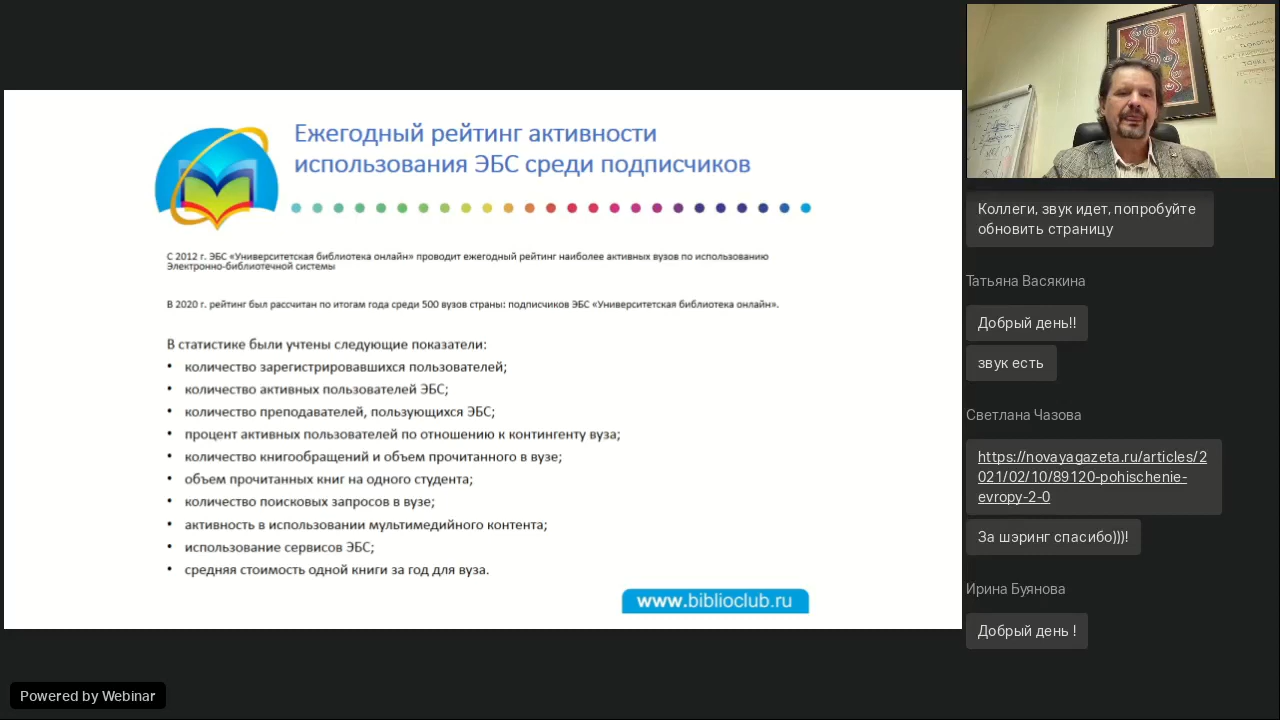 Ежегодный рейтинг активности
использования ЭБС среди подписчиков
С 2012 г. ЭБС «Университетская библиотека онлайн» проводит ежегодный рейтинг наиболее активных вузов по использованию
Электронно-библиотечной системы
В 2020 г. рейтинг был рассчитан по итогам года среди 500 вузов страны: подписчиков ЭБС «Университетская библиотека онлайн».
В статистике были учтены следующие показатели:
• количество зарегистрировавшихся пользователей;
• количество активных пользователей ЭБС;
• количество преподавателей, пользующихся ЭБС;
• процент активных пользователей по отношению к контингенту вуза;
• количество книгообращений и объем прочитанного в вузе;
• объем прочитанных книг на одного студента;
• количество поисковых запросов в вузе;
• активность в использовании мультимедийного контента;
• использование сервисов ЭБС;
• средняя стоимость одной книги за год для вуза.
www.biblioclub.ru
Powered by Webinar
Коллеги, звук идет, попробуйте
обновить страницу
Татьяна Васякина
Добрый день!!
звук есть
Светлана Чазова
https://novayagazeta.ru/articles/2
021/02/10/89120-pohischenie-
evropy-2-0
За шэринг спасибо)))!
Ирина Буянова
Добрый день !